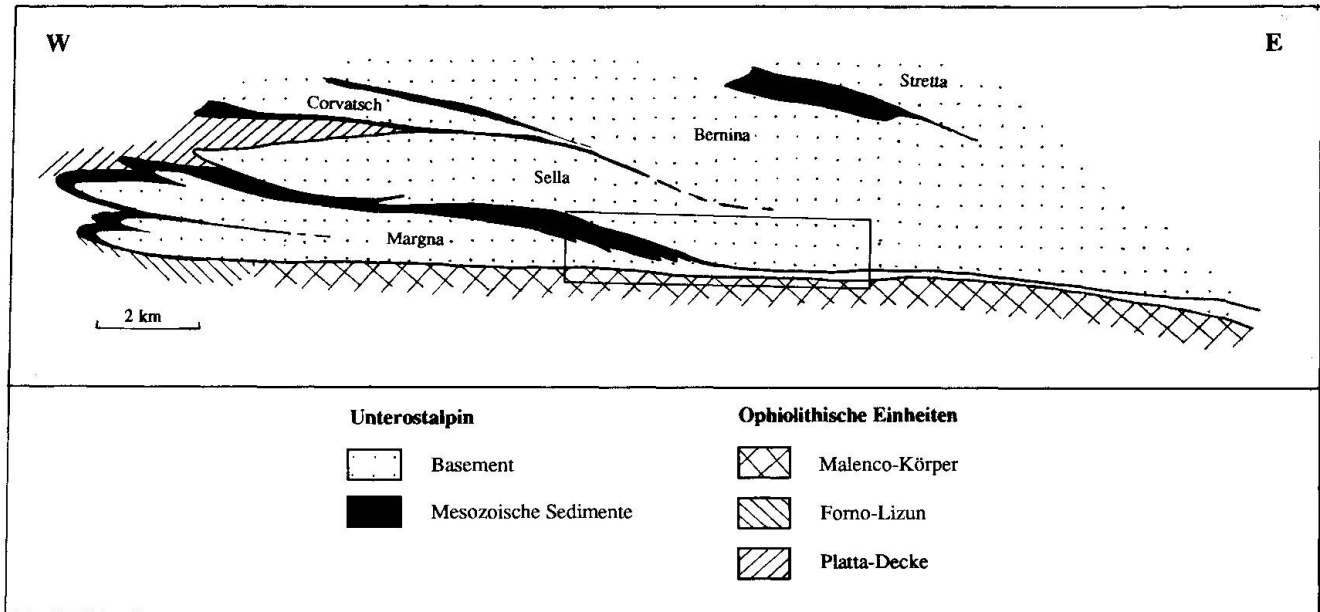 W
E
Stretta
Corvatsch
Bernina
Sella
Margna
2 km
Unterostalpin
Basement
Mesozoische Sedimente
Ophiolithische Einheiten
Malenco-Körper
Forno-Lizun
Platta-Decke